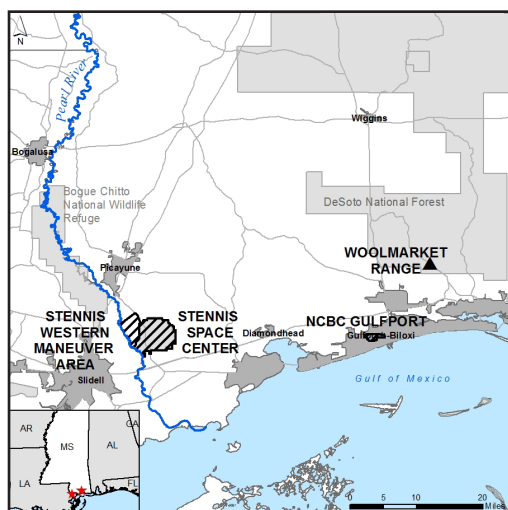 N
Pearl River
Wiggins
Bogalusa
Bogue Chitto
National Wildlife
Refuge
DeSoto National Forest
WOOLMARKET
RANGE
Picayune
STENNIS
WESTERN
MANEUVER
AREA
STENNIS
SPACE
CENTER
NCBC GULFPORT
Diamondhead
Gulfport-Biloxi
Slidell
Gulf of Mexico
AR
MS
AL
GA
LA
FL
0 5 10 20
Miles